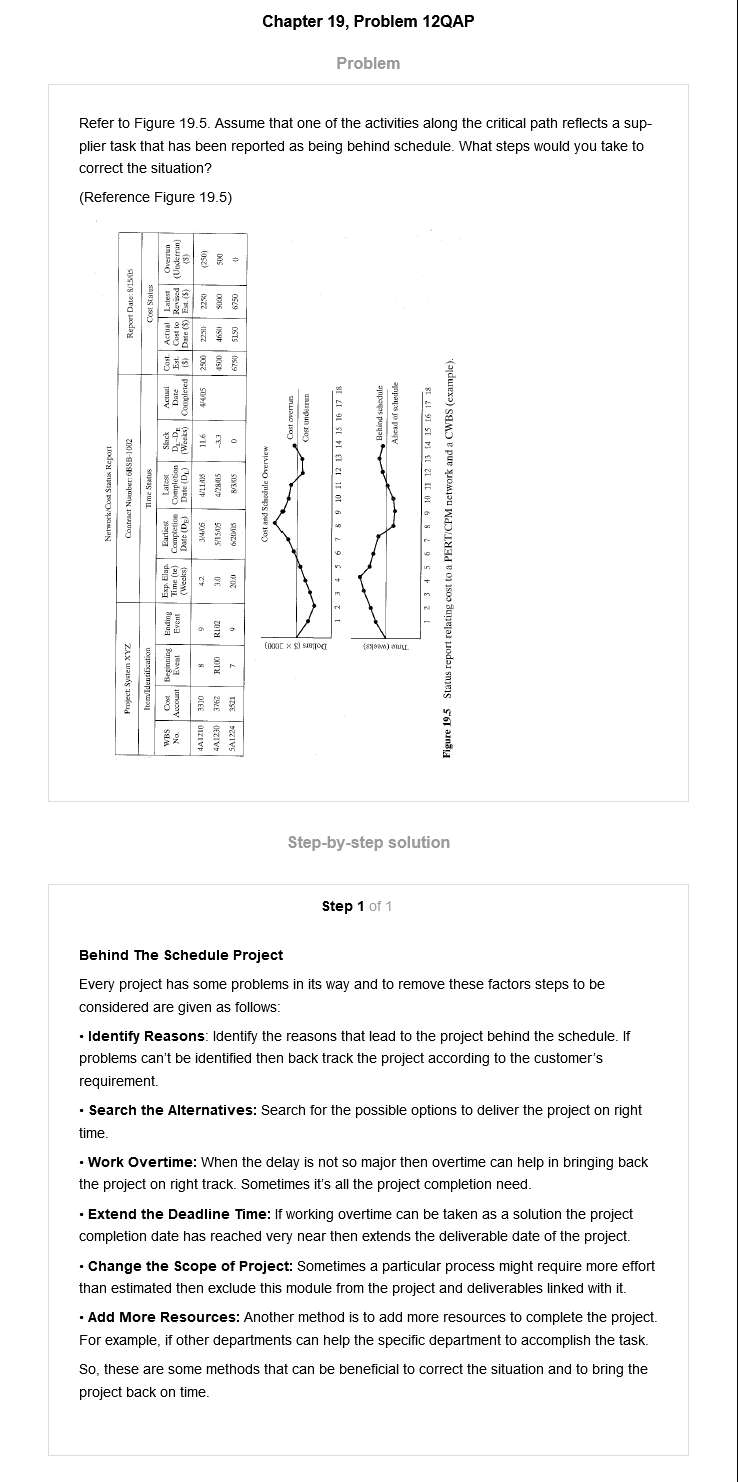 Chapter 19, Problem 12QAP
Problem
Refer to Figure 19.5. Assume that one of the activities along the critical path reflects a sup-
plier task that has been reported as being behind schedule. What steps would you take to
correct the situation?
(Reference Figure 19.5)
Network/Cost Status Report
Project: System XYZ
Contract Number: 6BSB-1002
Report Date: 8/15/05
Item/Identification
Time Status
Cost Status
WBS No.
Cost Account
Beginning Event
Ending Event
Exp. Elap. Time (te) (Weeks)
Earliest Completion Date (DE)
Latest Completion Date (DL)
Slack DL-DE (Weeks)
Actual Date Completed
Cost Est. ($)
Actual Cost to Date ($)
Latest Revised Est. ($)
Overrun (Underrun) ($)
4A1210 3310 8 9 4.2 3/4/05 4/11/05 11.6 4/4/05 2500 2250 2250 (250)
4A1230 3762 R100 R102 3.0 5/15/05 4/28/05 -3.3 4500 4650 5000 500
5A1224 3521 7 9 20.0 6/20/05 8/3/05 0 6750 5150 6750 0
Cost and Schedule Overview
Dollars ($ × 1000)
Cost overrun
Cost underrun
1 2 3 4 5 6 7 8 9 10 11 12 13 14 15 16 17 18
Time (weeks)
Behind schedule
Ahead of schedule
1 2 3 4 5 6 7 8 9 10 11 12 13 14 15 16 17 18
Figure 19.5 Status report relating cost to a PERT/CPM network and a CWBS (example).
Step-by-step solution
Step 1 of 1
Behind The Schedule Project
Every project has some problems in its way and to remove these factors steps to be
considered are given as follows:
• Identify Reasons: Identify the reasons that lead to the project behind the schedule. If
problems can't be identified then back track the project according to the customer's
requirement.
• Search the Alternatives: Search for the possible options to deliver the project on right
time.
• Work Overtime: When the delay is not so major then overtime can help in bringing back
the project on right track. Sometimes it's all the project completion need.
• Extend the Deadline Time: If working overtime can be taken as a solution the project
completion date has reached very near then extends the deliverable date of the project.
• Change the Scope of Project: Sometimes a particular process might require more effort
than estimated then exclude this module from the project and deliverables linked with it.
• Add More Resources: Another method is to add more resources to complete the project.
For example, if other departments can help the specific department to accomplish the task.
So, these are some methods that can be beneficial to correct the situation and to bring the
project back on time.